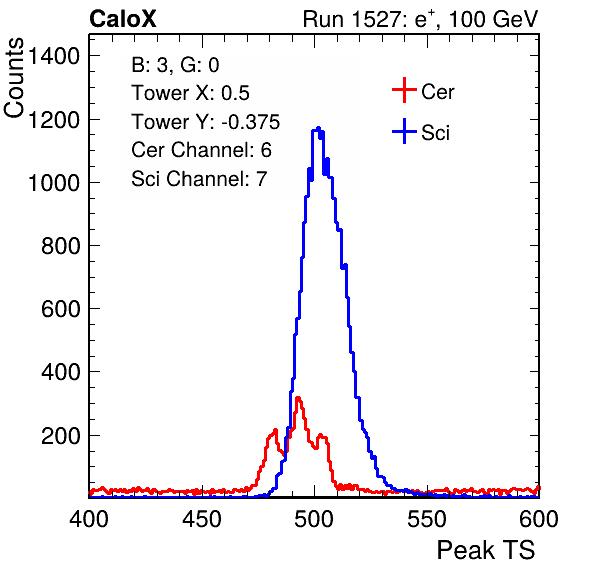 CaloX Run 1527: e+, 100 GeV
Counts
B: 3, G: 0
Tower X: 0.5
Tower Y: -0.375
Cer Channel: 6
Sci Channel: 7
Cer
Sci
1400
1200
1000
800
600
400
200
400 450 500 550 600
Peak TS